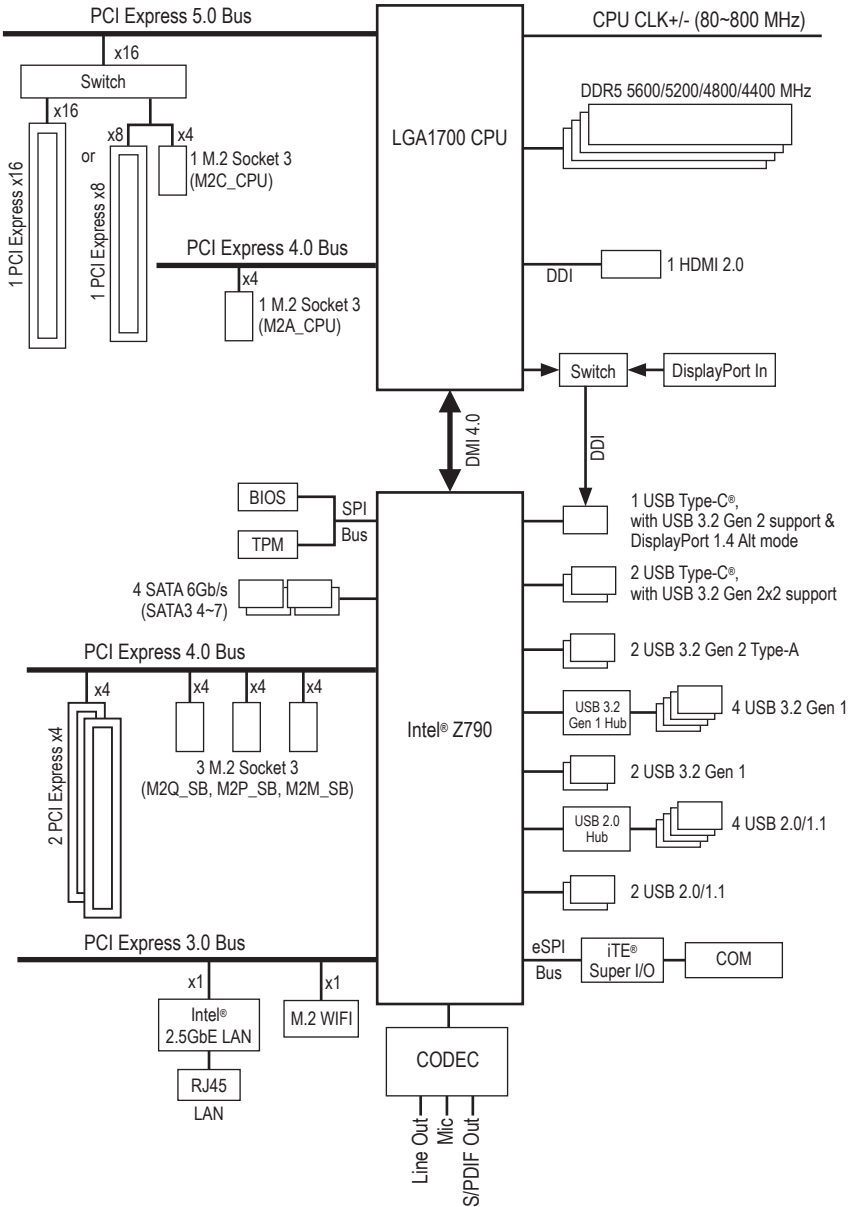 PCI Express 5.0 Bus
CPU CLK+/- (80~800 MHz)
x16
Switch
DDR5 5600/5200/4800/4400 MHz
x16
x8
x4
or
LGA1700 CPU
1 M.2 Socket 3
(M2C_CPU)
1 PCI Express x16
1 PCI Express x8
PCI Express 4.0 Bus
x4
1 M.2 Socket 3
(M2A_CPU)
DDI
1 HDMI 2.0
Switch
DisplayPort In
DMI 4.0
DDI
BIOS
TPM
SPI
Bus
1 USB Type-C®,
with USB 3.2 Gen 2 support &
DisplayPort 1.4 Alt mode
4 SATA 6Gb/s
(SATA3 4~7)
2 USB Type-C®,
with USB 3.2 Gen 2x2 support
PCI Express 4.0 Bus
2 USB 3.2 Gen 2 Type-A
x4
x4
x4
x4
2 PCI Express x4
3 M.2 Socket 3
(M2Q_SB, M2P_SB, M2M_SB)
Intel® Z790
USB 3.2
Gen 1 Hub
4 USB 3.2 Gen 1
2 USB 3.2 Gen 1
USB 2.0
Hub
4 USB 2.0/1.1
2 USB 2.0/1.1
PCI Express 3.0 Bus
eSPI
Bus
iTE®
Super I/O
COM
x1
x1
Intel®
2.5GbE LAN
M.2 WIFI
RJ45
LAN
CODEC
Line Out
Mic
S/PDIF Out